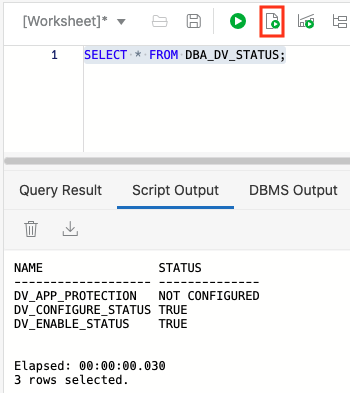 [Worksheet]*
1 SELECT * FROM DBA_DV_STATUS;
Query Result Script Output DBMS Output
NAME STATUS
------------------- --------------
DV_APP_PROTECTION NOT CONFIGURED
DV_CONFIGURE_STATUS TRUE
DV_ENABLE_STATUS TRUE
Elapsed: 00:00:00.030
3 rows selected.